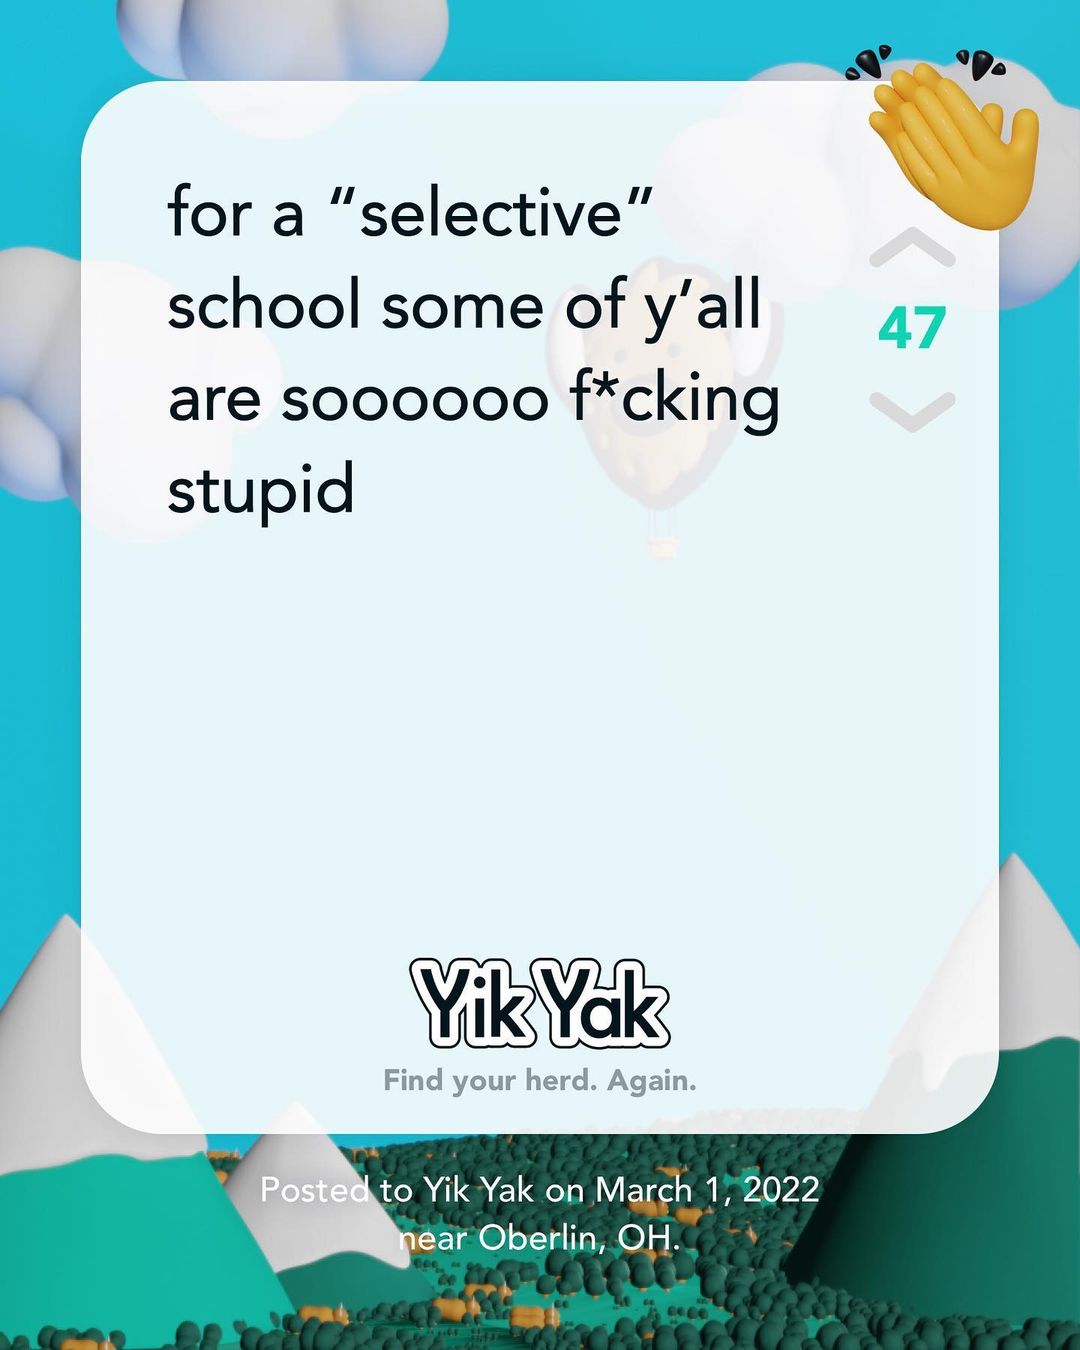 for a “selective”
school some of y’all
are soooooo f*cking
stupid
47
Yik Yak
Find your herd. Again.
Posted to Yik Yak on March 1, 2022
near Oberlin, OH.